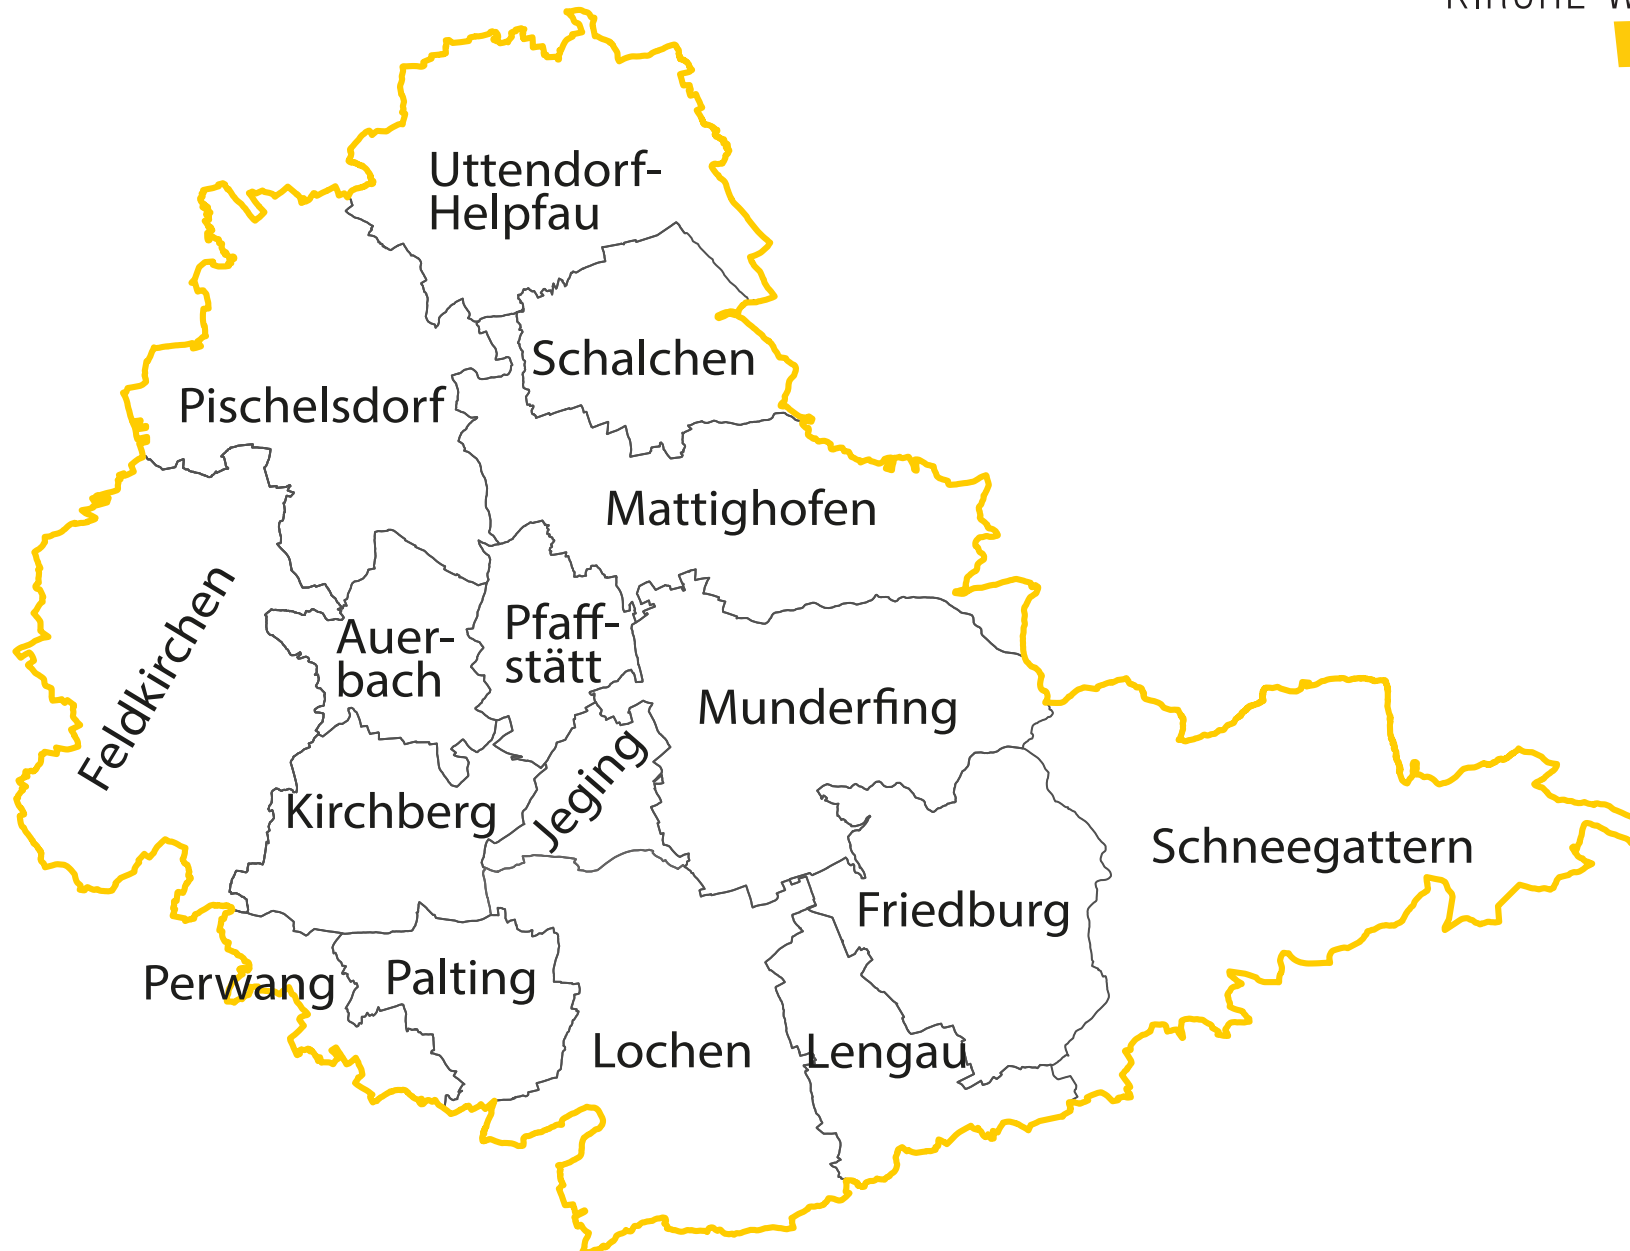 KIRCHE W
Uttendorf-
Helpfau
Schalchen
Pischelsdorf
Mattighofen
Feldkirchen
Auer-
bach
Pfaff-
stätt
Munderfing
Jeging
Kirchberg
Schneegattern
Friedburg
Perwang
Palting
Lochen
Lengau